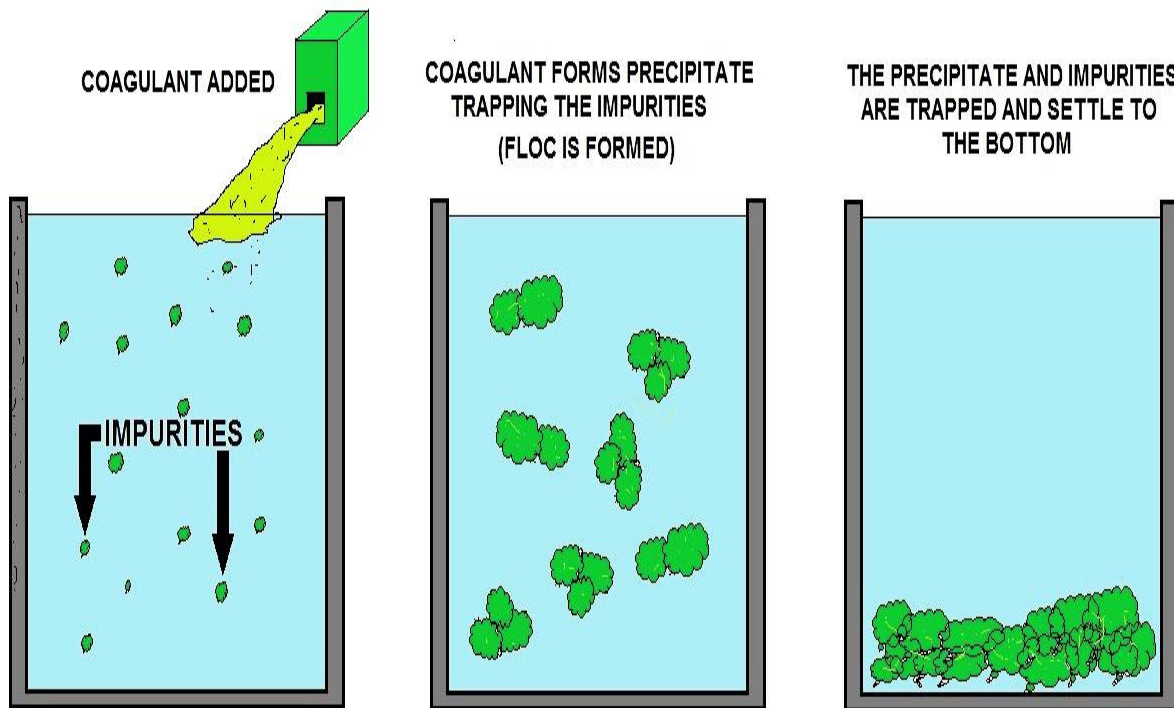 COAGULANT ADDED
IMPURITIES
COAGULANT FORMS PRECIPITATE
TRAPPING THE IMPURITIES
(FLOC IS FORMED)
THE PRECIPITATE AND IMPURITIES
ARE TRAPPED AND SETTLE TO
THE BOTTOM